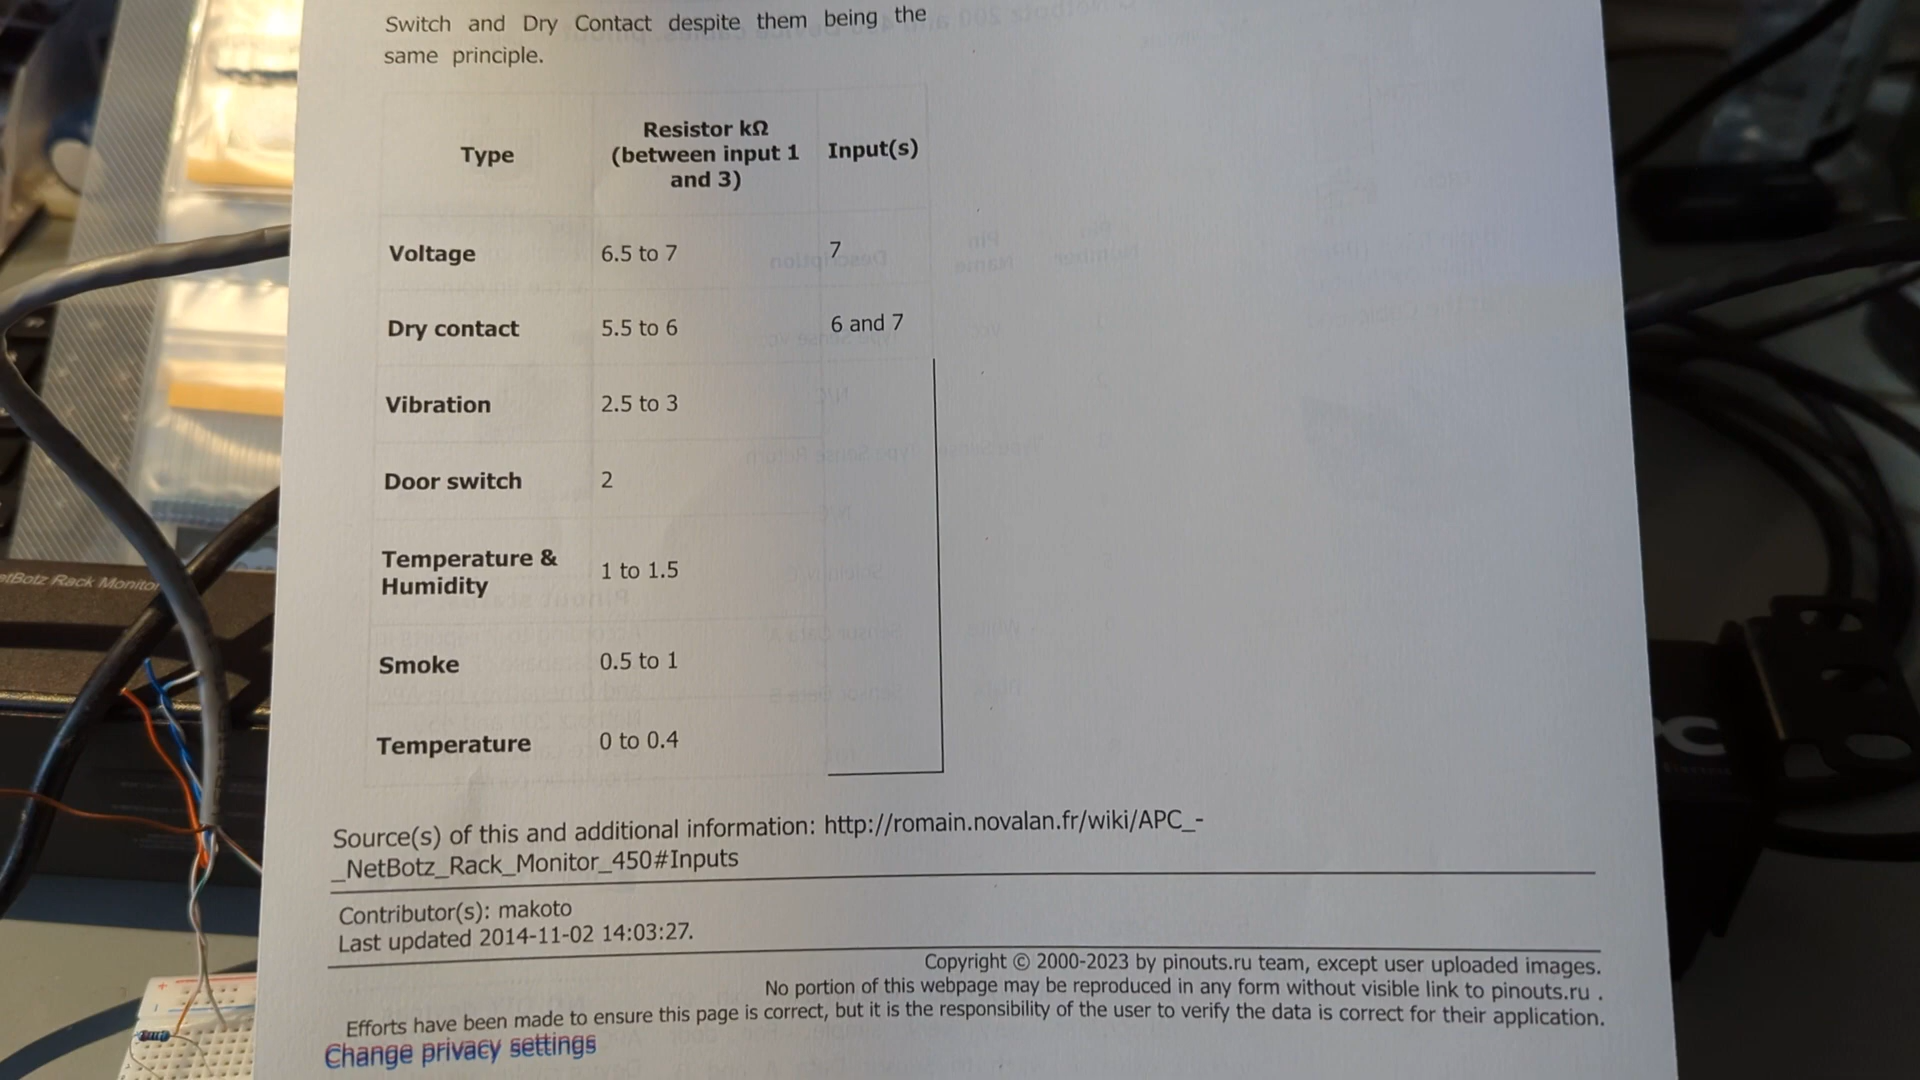 Switch and Dry Contact despite them being the
same principle.
Type
Resistor kΩ
(between input 1
and 3)
Input(s)
Voltage 6.5 to 7 7
Dry contact 5.5 to 6 6 and 7
Vibration 2.5 to 3
Door switch 2
Temperature &
Humidity
1 to 1.5
Smoke 0.5 to 1
Temperature 0 to 0.4
Source(s) of this and additional information: http://romain.novalan.fr/wiki/APC_-
_NetBotz_Rack_Monitor_450#Inputs
Contributor(s): makoto
Last updated 2014-11-02 14:03:27.
Copyright © 2000-2023 by pinouts.ru team, except user uploaded images.
No portion of this webpage may be reproduced in any form without visible link to pinouts.ru .
Efforts have been made to ensure this page is correct, but it is the responsibility of the user to verify the data is correct for their application.
Change privacy settings
Rack Monitor